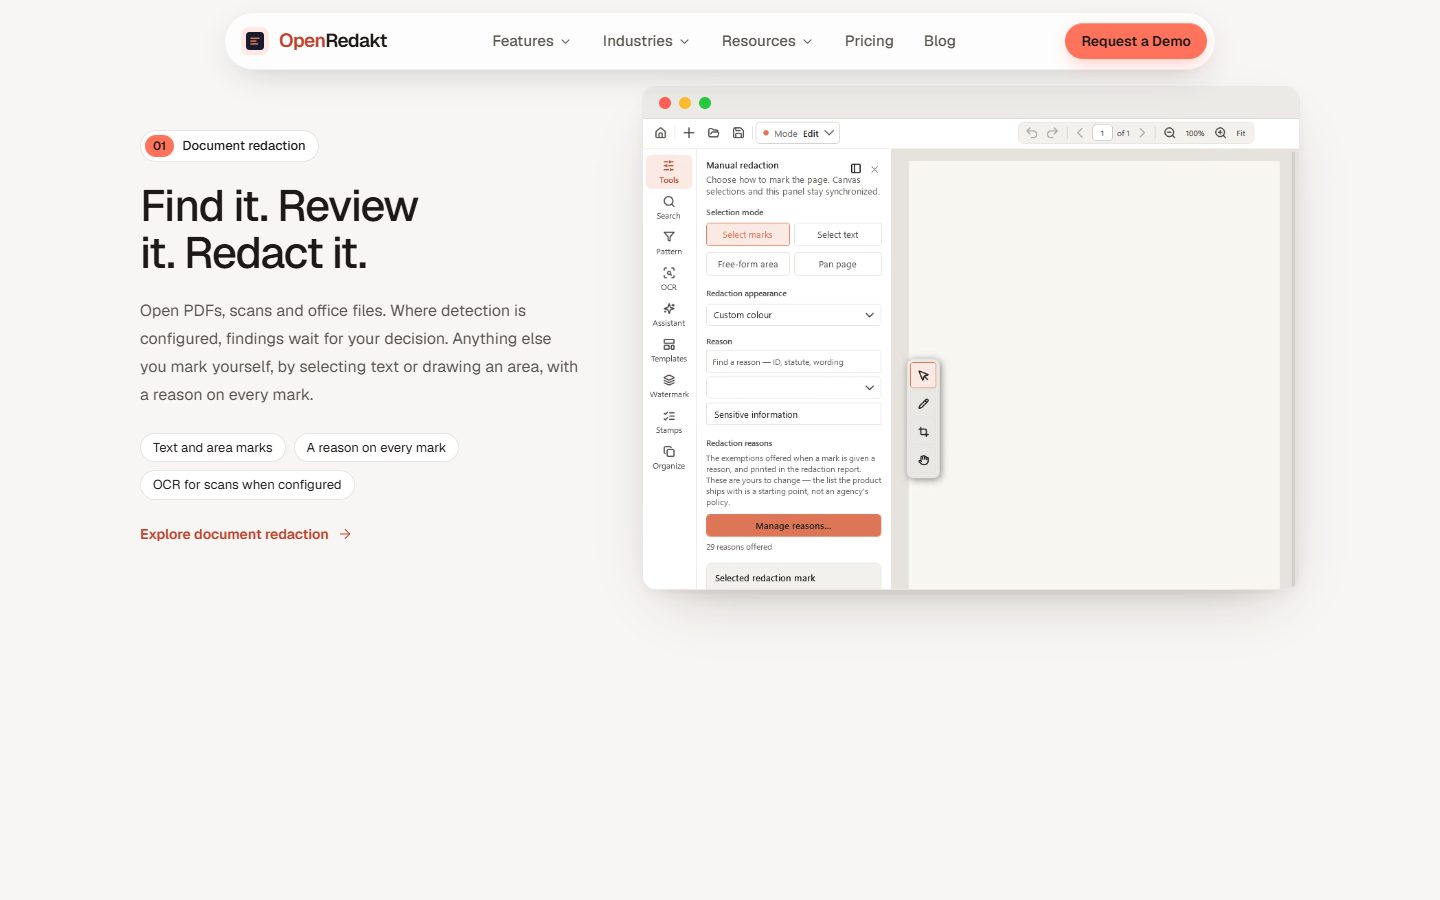 OpenRedakt
Features
Industries
Resources
Pricing
Blog
Request a Demo
01 Document redaction
Find it. Review
it. Redact it.
Open PDFs, scans and office files. Where detection is
configured, findings wait for your decision. Anything else
you mark yourself, by selecting text or drawing an area, with
a reason on every mark.
Text and area marks
A reason on every mark
OCR for scans when configured
Explore document redaction
Mode Edit
1 of 1
100%
Fit
Tools
Search
Pattern
OCR
Assistant
Templates
Watermark
Stamps
Organize
Manual redaction
Choose how to mark the page. Canvas
selections and this panel stay synchronized.
Selection mode
Select marks
Select text
Free-form area
Pan page
Redaction appearance
Custom colour
Reason
Find a reason — ID, statute, wording
Sensitive information
Redaction reasons
The exemptions offered when a mark is given a
reason, and printed in the redaction report.
These are yours to change — the list the product
ships with is a starting point, not an agency's
policy.
Manage reasons...
29 reasons offered
Selected redaction mark